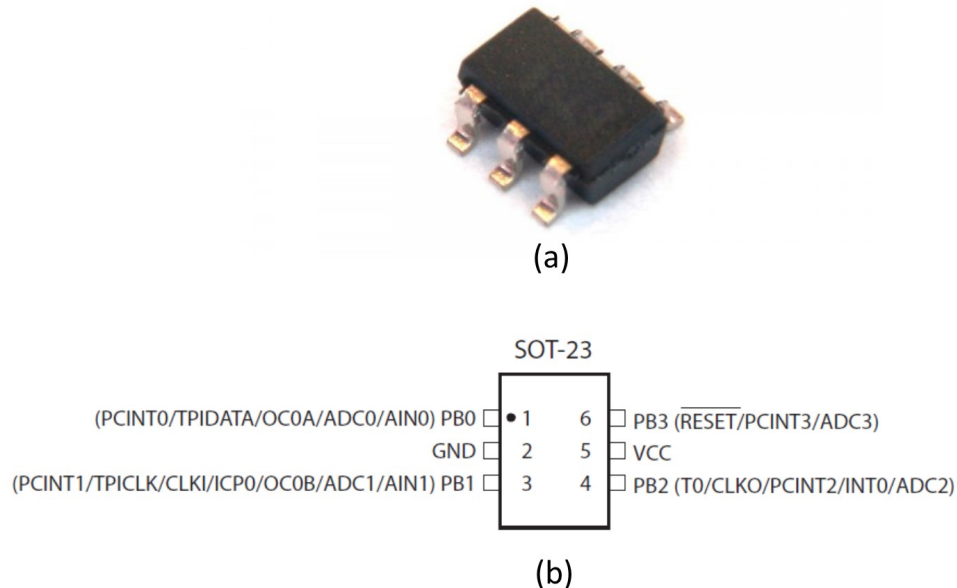 (a)
SOT-23
(PCINT0/TPIDATA/OC0A/ADC0/AIN0) PB0 1 6 PB3 (RESET/PCINT3/ADC3)
GND 2 5 VCC
(PCINT1/TPICLK/CLKI/ICP0/OC0B/ADC1/AIN1) PB1 3 4 PB2 (T0/CLKO/PCINT2/INT0/ADC2)
(b)